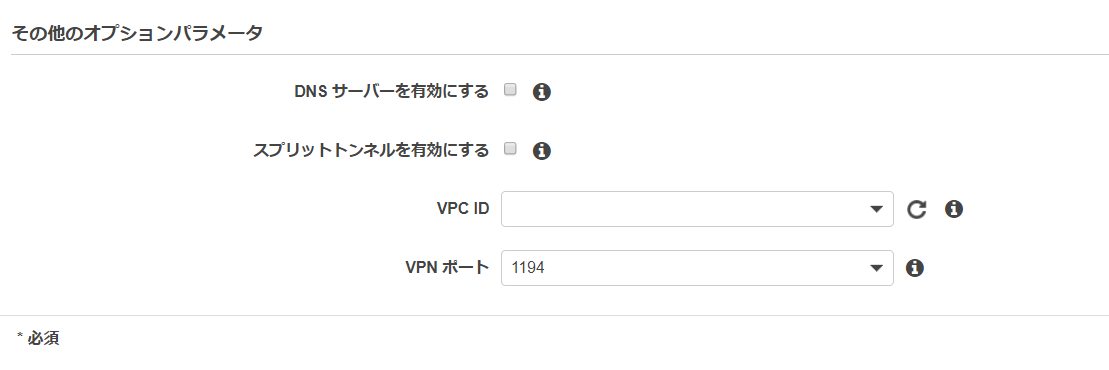 その他のオプションパラメータ
DNS サーバーを有効にする
スプリットトンネルを有効にする
VPC ID
VPN ポート 1194
* 必須